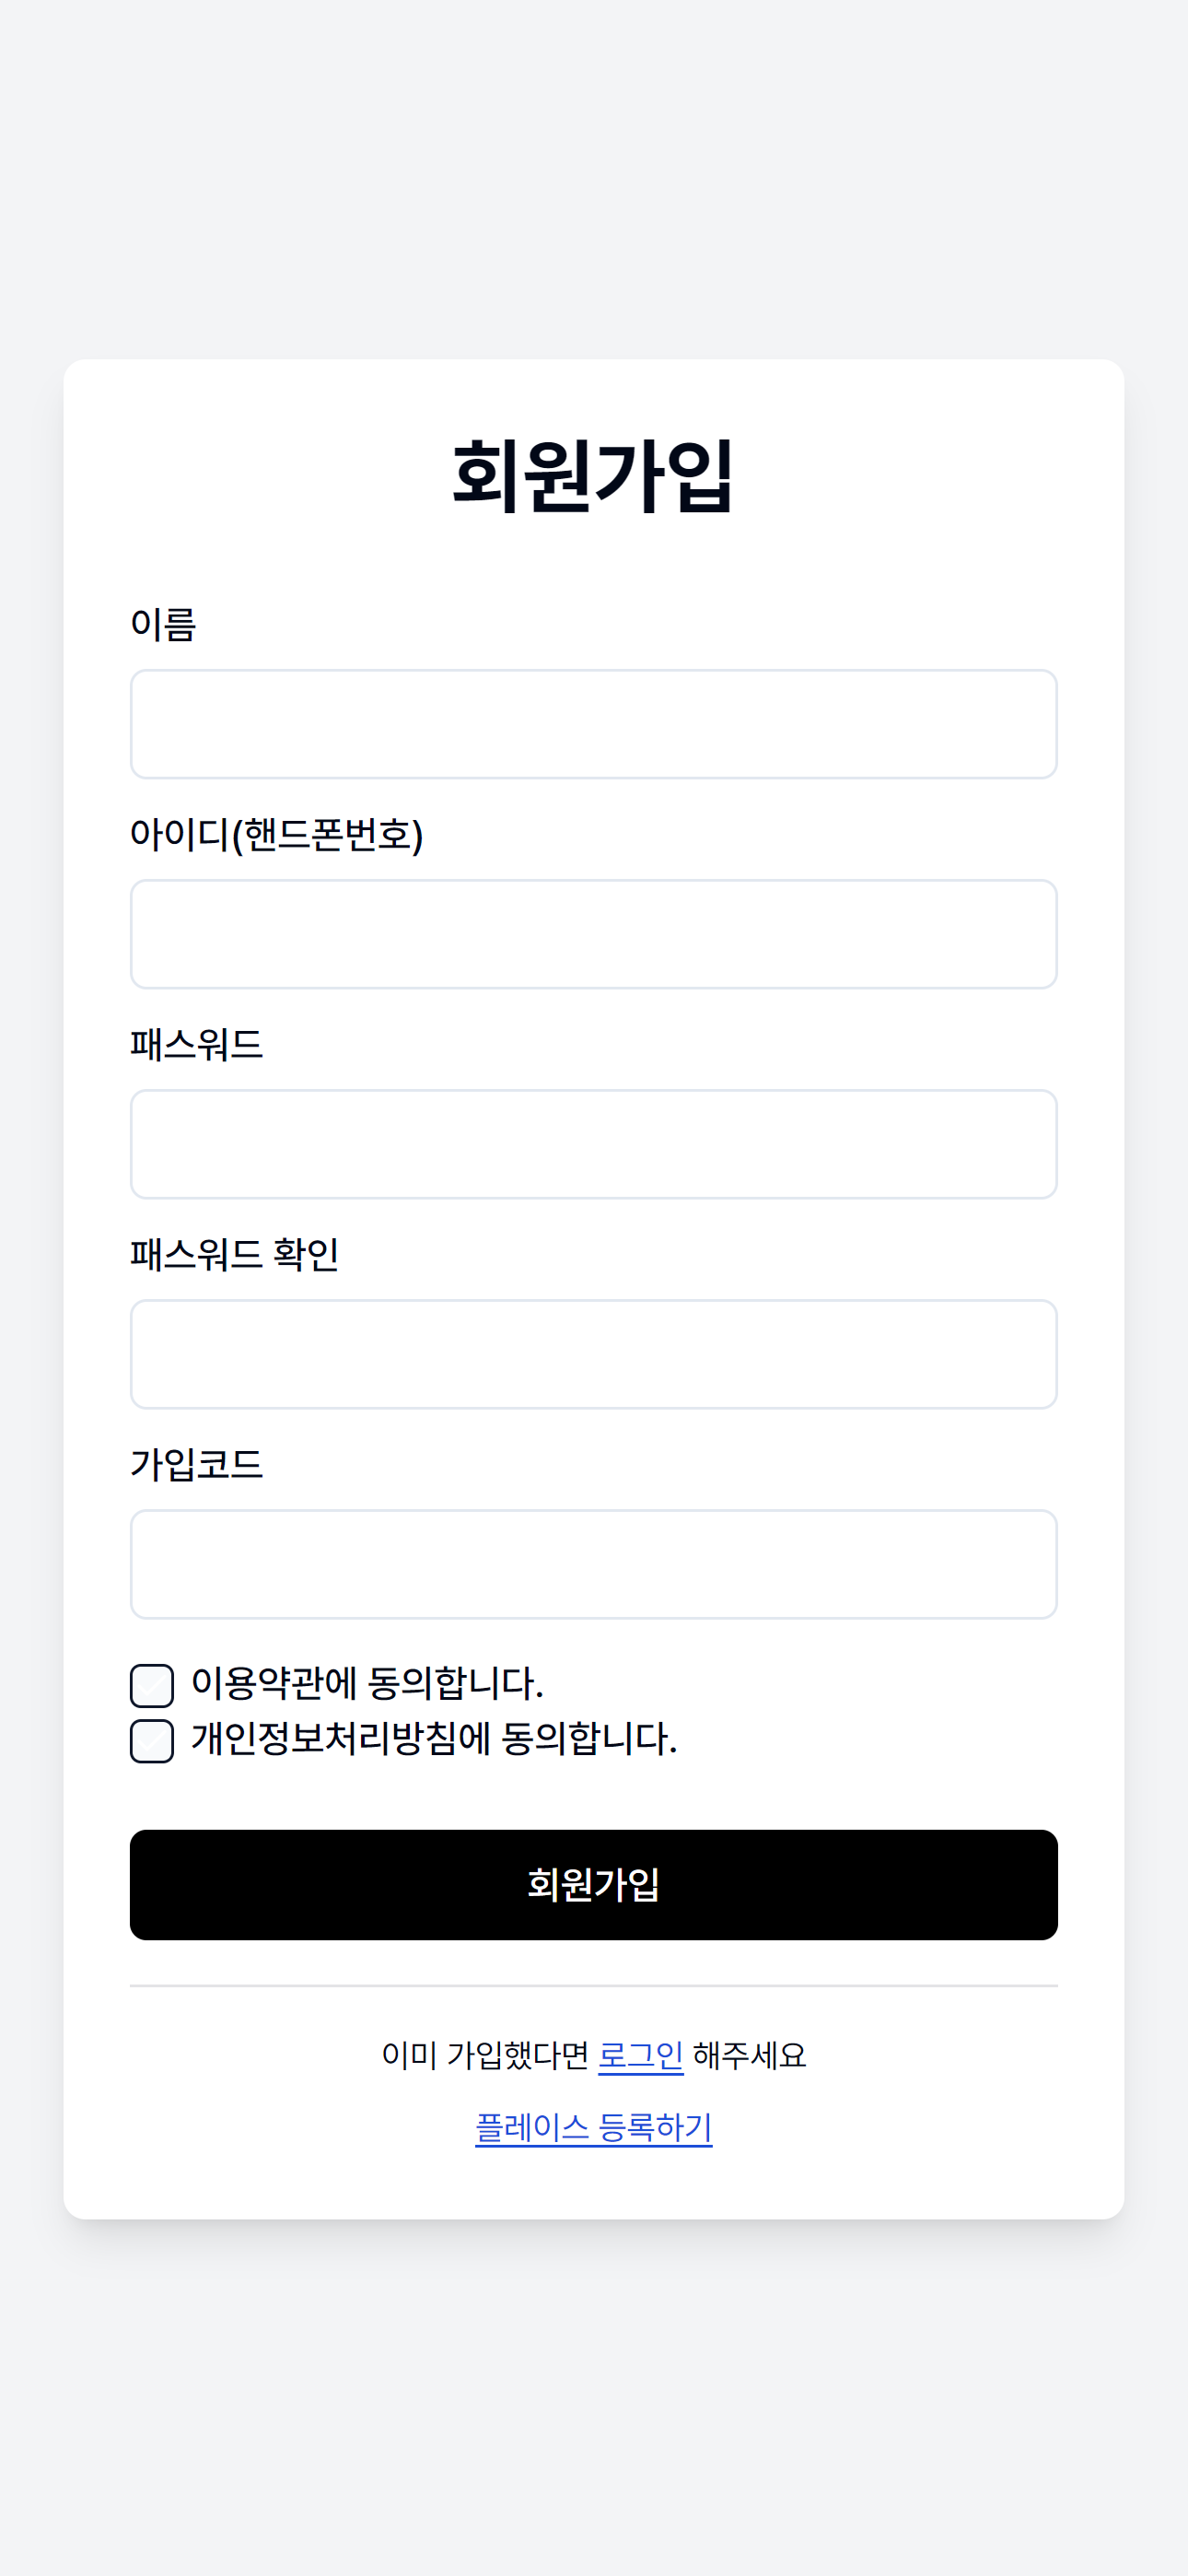 회원가입
이름
아이디(핸드폰번호)
패스워드
패스워드 확인
가입코드
이용약관에 동의합니다.
개인정보처리방침에 동의합니다.
회원가입
이미 가입했다면 로그인 해주세요
플레이스 등록하기